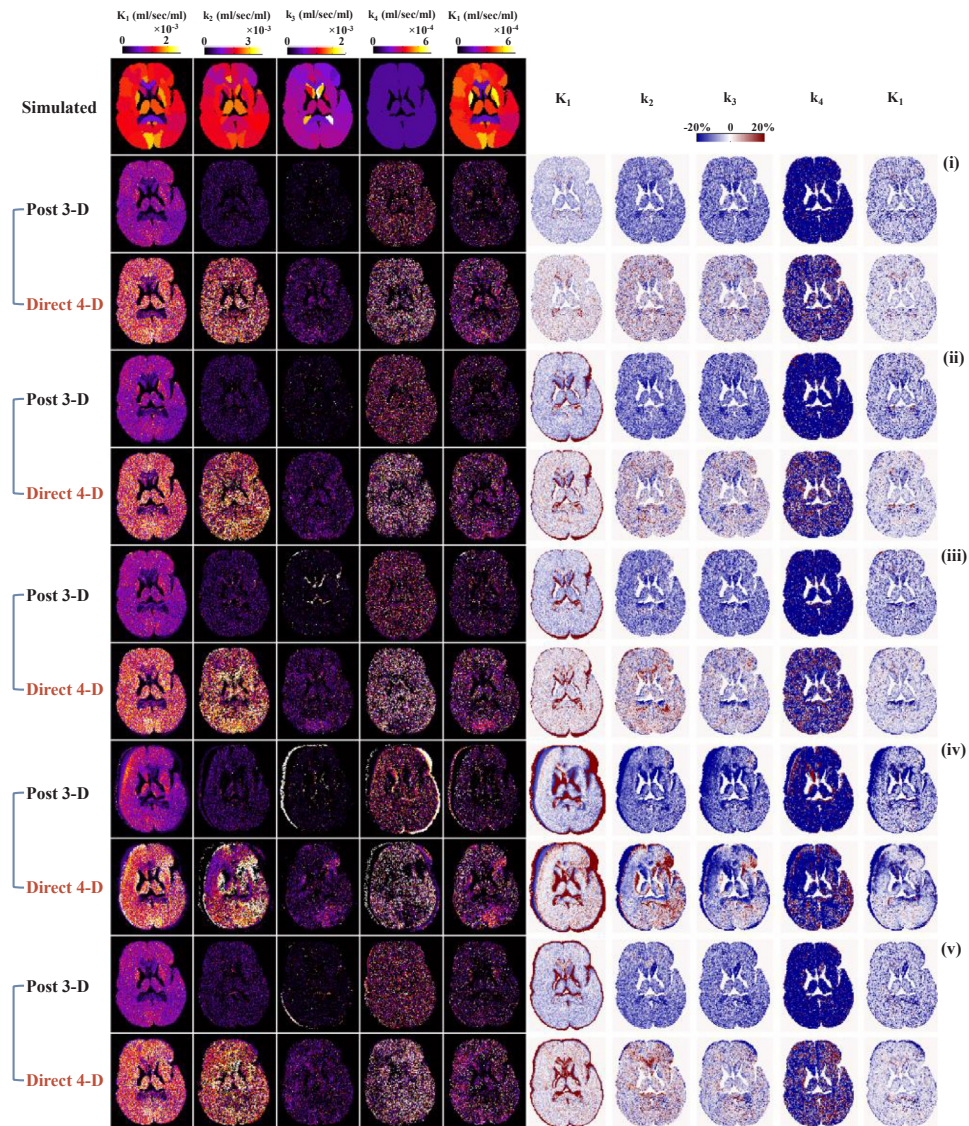 K₁ (ml/sec/ml) k₂ (ml/sec/ml) k₃ (ml/sec/ml) k₄ (ml/sec/ml) K₁ (ml/sec/ml)
×10⁻³ ×10⁻³ ×10⁻² ×10⁻⁴ ×10⁻⁴
0 2 0 3 0 2 0 6 0 6
Simulated
K₁ k₂ k₃ k₄ K₁
-20% 0 20%
(i)
Post 3-D
Direct 4-D
(ii)
Post 3-D
Direct 4-D
(iii)
Post 3-D
Direct 4-D
(iv)
Post 3-D
Direct 4-D
(v)
Post 3-D
Direct 4-D